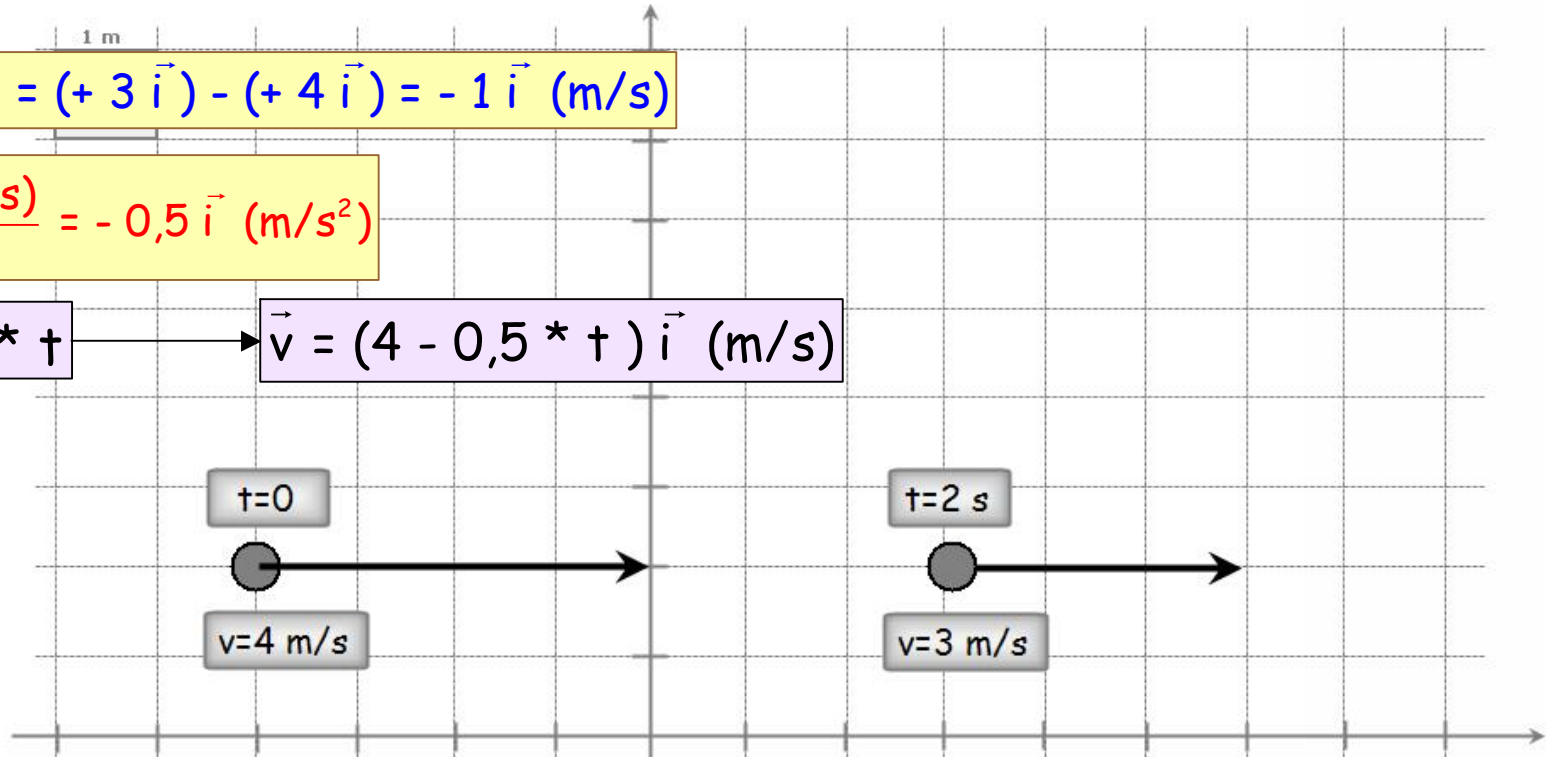 1 m
= (+ 3 i⃗ ) - (+ 4 i⃗ ) = - 1 i⃗ (m/s)
s) = - 0,5 i⃗ (m/s²)
* t
v⃗ = (4 - 0,5 * t ) i⃗ (m/s)
t=0
t=2 s
v=4 m/s
v=3 m/s